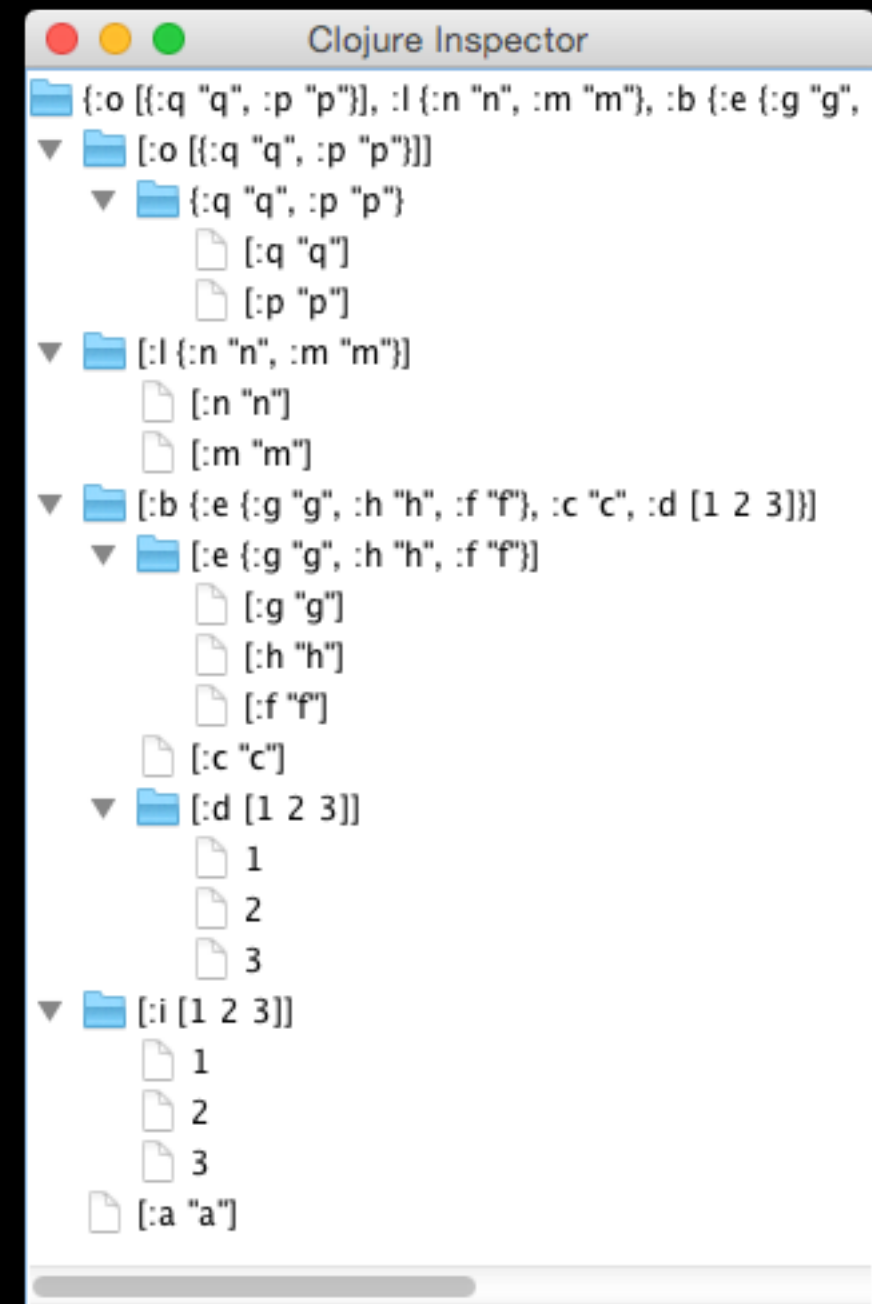 Clojure Inspector
{:o [{:q "q", :p "p"}], :l {:n "n", :m "m"}, :b {:e {:g "g",
[:o [{:q "q", :p "p"}]]
{:q "q", :p "p"}
[:q "q"]
[:p "p"]
[:l {:n "n", :m "m"}]
[:n "n"]
[:m "m"]
[:b {:e {:g "g", :h "h", :f "f"}, :c "c", :d [1 2 3]}]
[:e {:g "g", :h "h", :f "f"}]
[:g "g"]
[:h "h"]
[:f "f"]
[:c "c"]
[:d [1 2 3]]
1
2
3
[:i [1 2 3]]
1
2
3
[:a "a"]